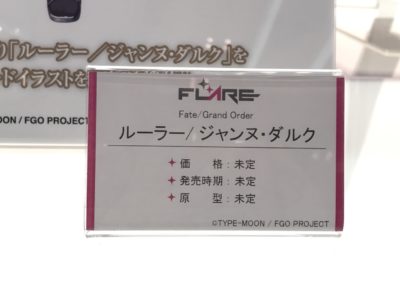 り『ルーラー／ジャンヌ・ダルク』を
ドイラストを
OON / FGO PROJECT
FLARE
Fate/Grand Order
ルーラー/ ジャンヌ・ダルク
価 格：未定
発売時期：未定
原 型：未定
©TYPE-MOON / FGO PROJECT